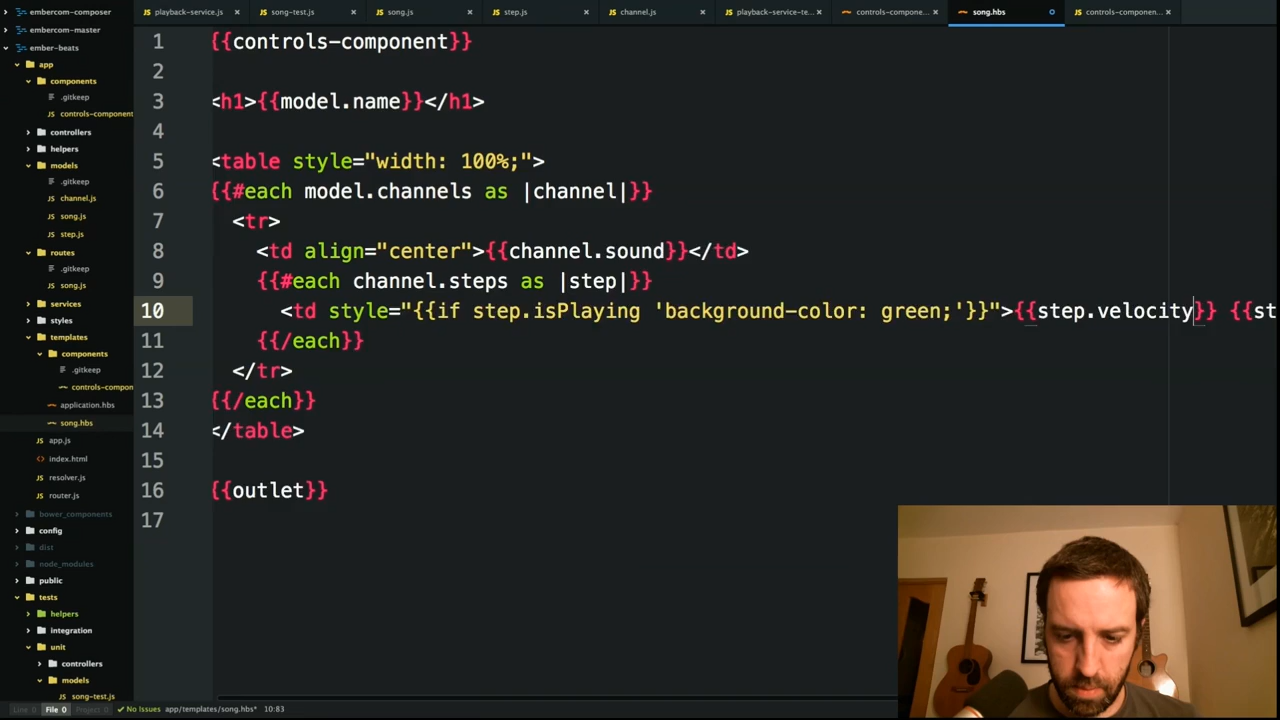 embercom-composer
embercom-master
ember-beats
app
components
.gitkeep
controls-component
controllers
helpers
models
.gitkeep
channel.js
song.js
step.js
routes
.gitkeep
song.js
services
styles
templates
components
.gitkeep
controls-compon
application.hbs
song.hbs
app.js
index.html
resolver.js
router.js
bower_components
config
dist
node_modules
public
tests
helpers
integration
unit
controllers
models
song-test.js
playback-service.js
song-test.js
song.js
step.js
channel.js
playback-service-te...
controls-compone...
song.hbs
controls-componen...
1 {{controls-component}}
2
3 <h1>{{model.name}}</h1>
4
5 <table style="width: 100%;">
6 {{#each model.channels as |channel|}}
7 <tr>
8 <td align="center">{{channel.sound}}</td>
9 {{#each channel.steps as |step|}}
10 <td style="{{if step.isPlaying 'background-color: green;'}}">{{step.velocity}} {{st
11 {{/each}}
12 </tr>
13 {{/each}}
14 </table>
15
16 {{outlet}}
17
Line 0 File 0 Project 0 No Issues app/templates/song.hbs* 10:83